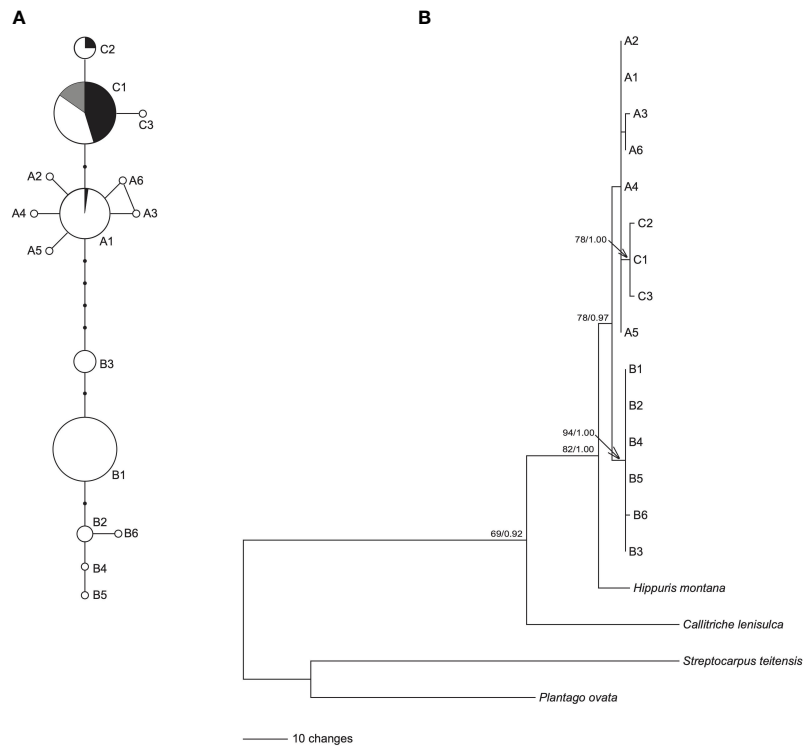 A
C2
C1
C3
A2
A6
A4
A3
A5
A1
B3
B1
B2
B6
B4
B5
B
A2
A1
A3
A6
A4
C2
78/1.00
C1
C3
78/0.97
A5
B1
B2
94/1.00
B4
82/1.00
B5
B6
69/0.92
B3
Hippuris montana
Callitriche lenisulca
Streptocarpus teitensis
Plantago ovata
10 changes